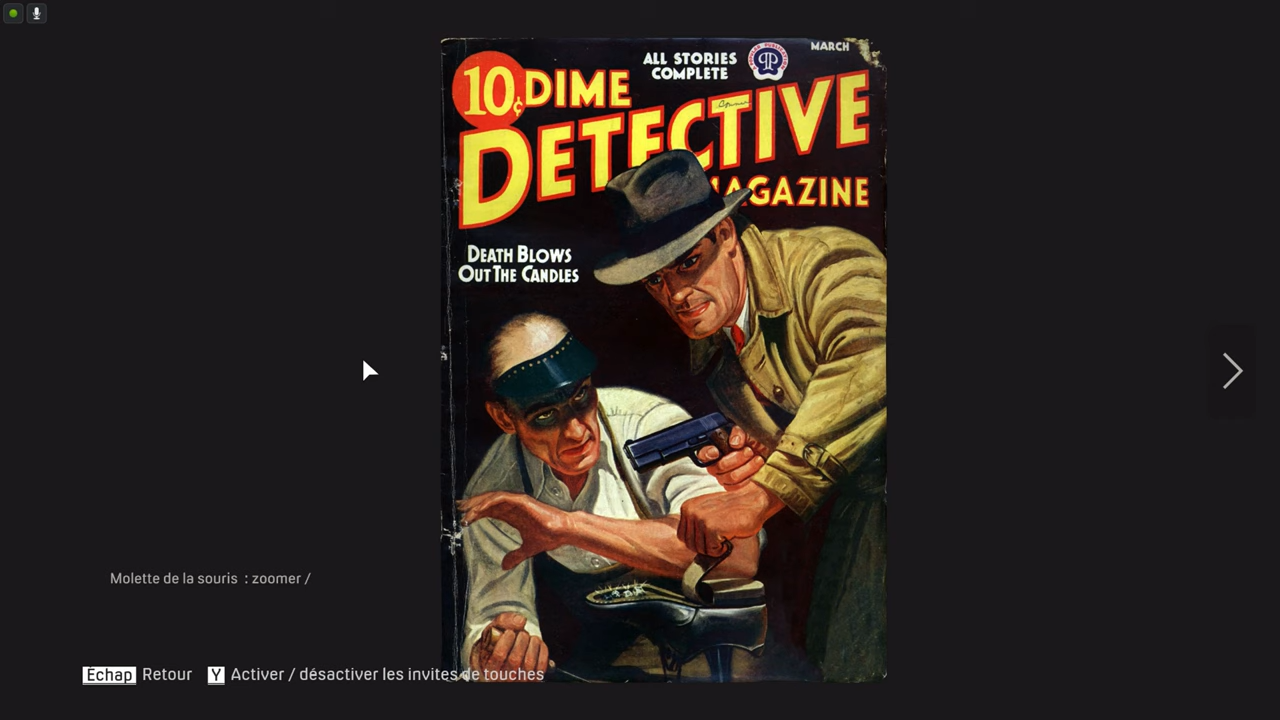 MARCH
ALL STORIES
COMPLETE
10¢ DIME
DETECTIVE
MAGAZINE
DEATH BLOWS
OUT THE CANDLES
Molette de la souris : zoomer /
Échap Retour Y Activer / désactiver les invites de touches